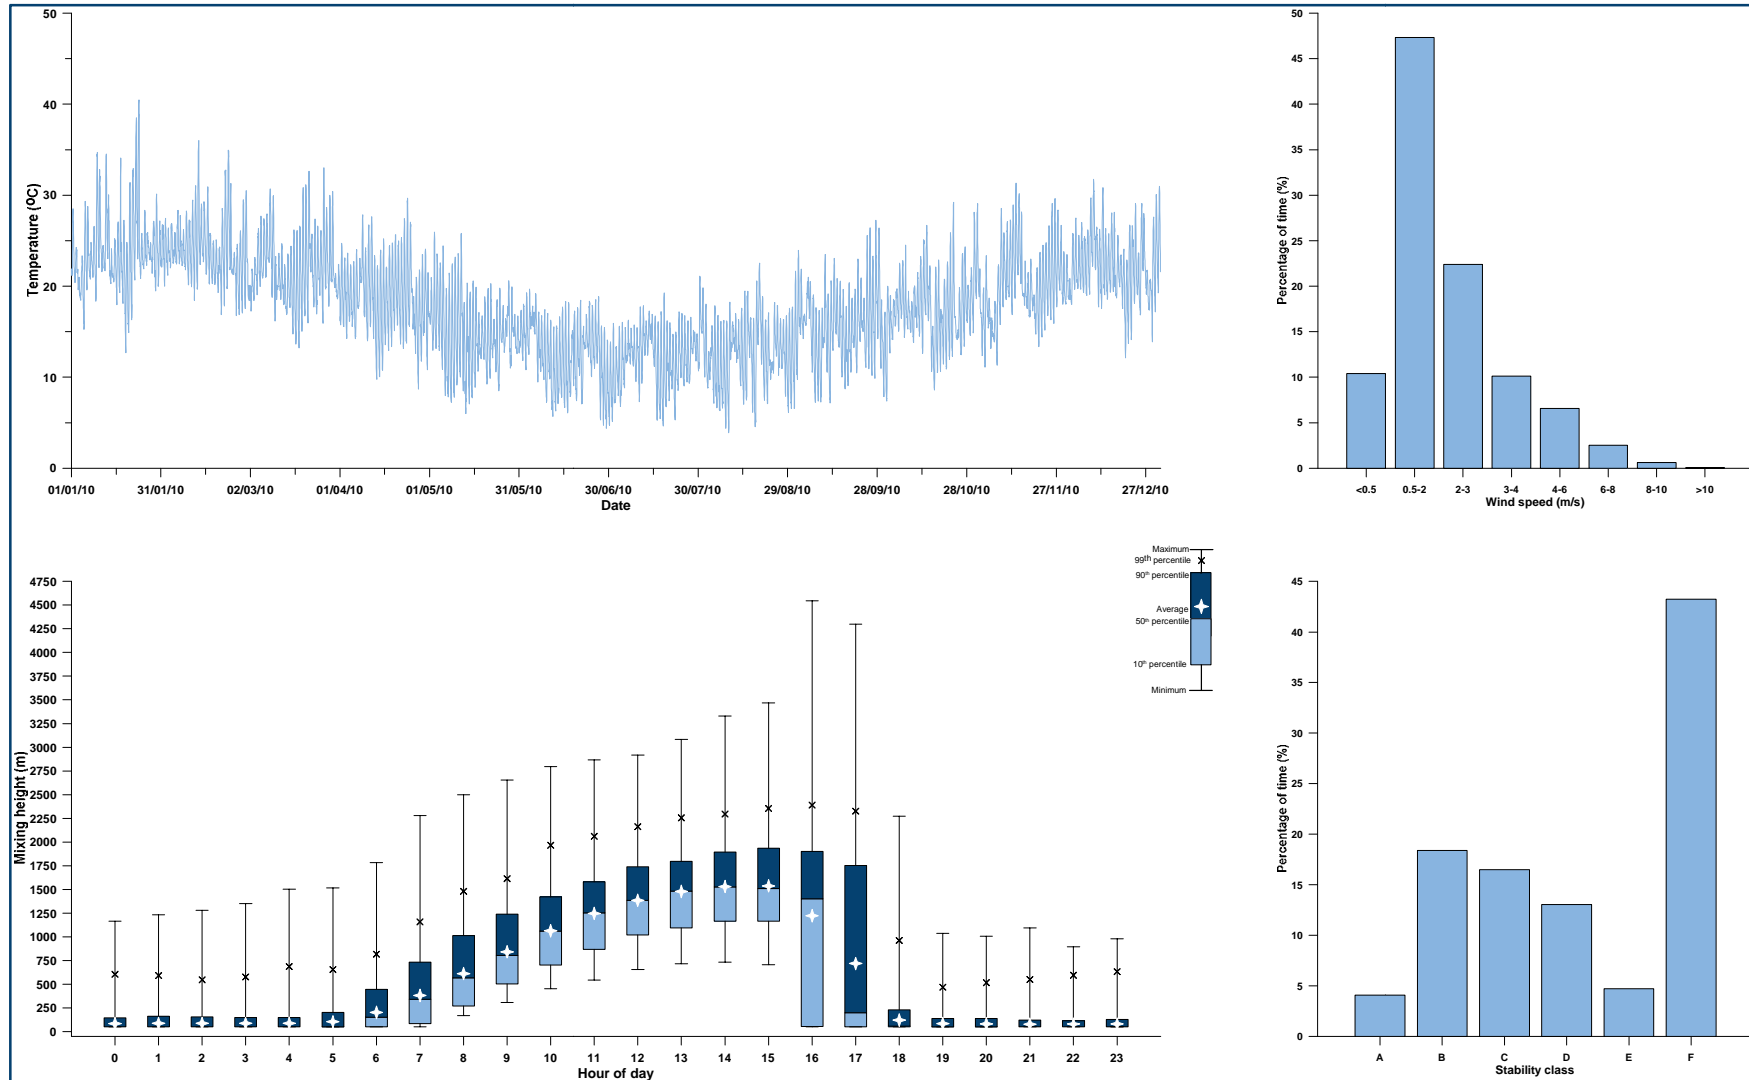 50
40
30
20
10
0
Temperature (ºC)
01/01/10 31/01/10 02/03/10 01/04/10 01/05/10 31/05/10 30/06/10 30/07/10 29/08/10 28/09/10 28/10/10 27/11/10 27/12/10
Date
50
45
40
35
30
25
20
15
10
5
0
Percentage of time (%)
<0.5 0.5-2 2-3 3-4 4-6 6-8 8-10 >10
Wind speed (m/s)
4750
4500
4250
4000
3750
3500
3250
3000
2750
2500
2250
2000
1750
1500
1250
1000
750
500
250
0
Mixing height (m)
0 1 2 3 4 5 6 7 8 9 10 11 12 13 14 15 16 17 18 19 20 21 22 23
Hour of day
Maximum
99th percentile
90th percentile
Average
50th percentile
10th percentile
Minimum
45
40
35
30
25
20
15
10
5
0
Percentage of time (%)
A B C D E F
Stability class